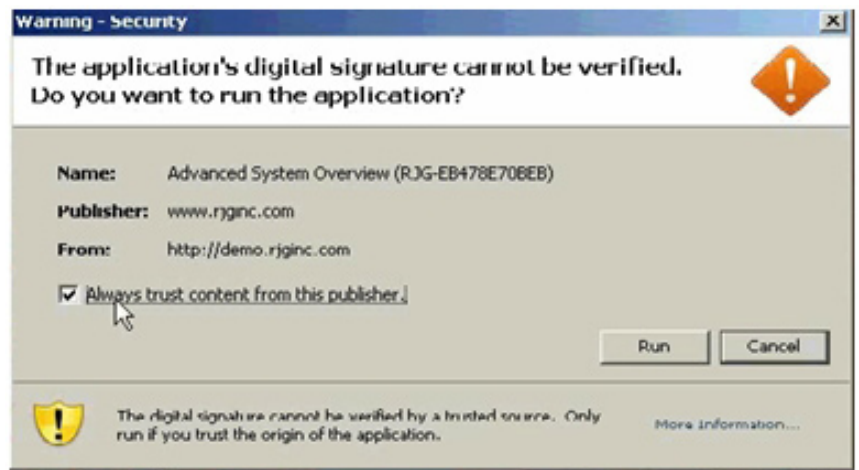 Warning - Security
The application's digital signature cannot be verified.
Do you want to run the application?
Name: Advanced System Overview (RJG-EB478E70BEB)
Publisher: www.rjginc.com
From: http://demo.rjginc.com
Always trust content from this publisher.
Run Cancel
The digital signature cannot be verified by a trusted source. Only
run if you trust the origin of the application.
More Information...